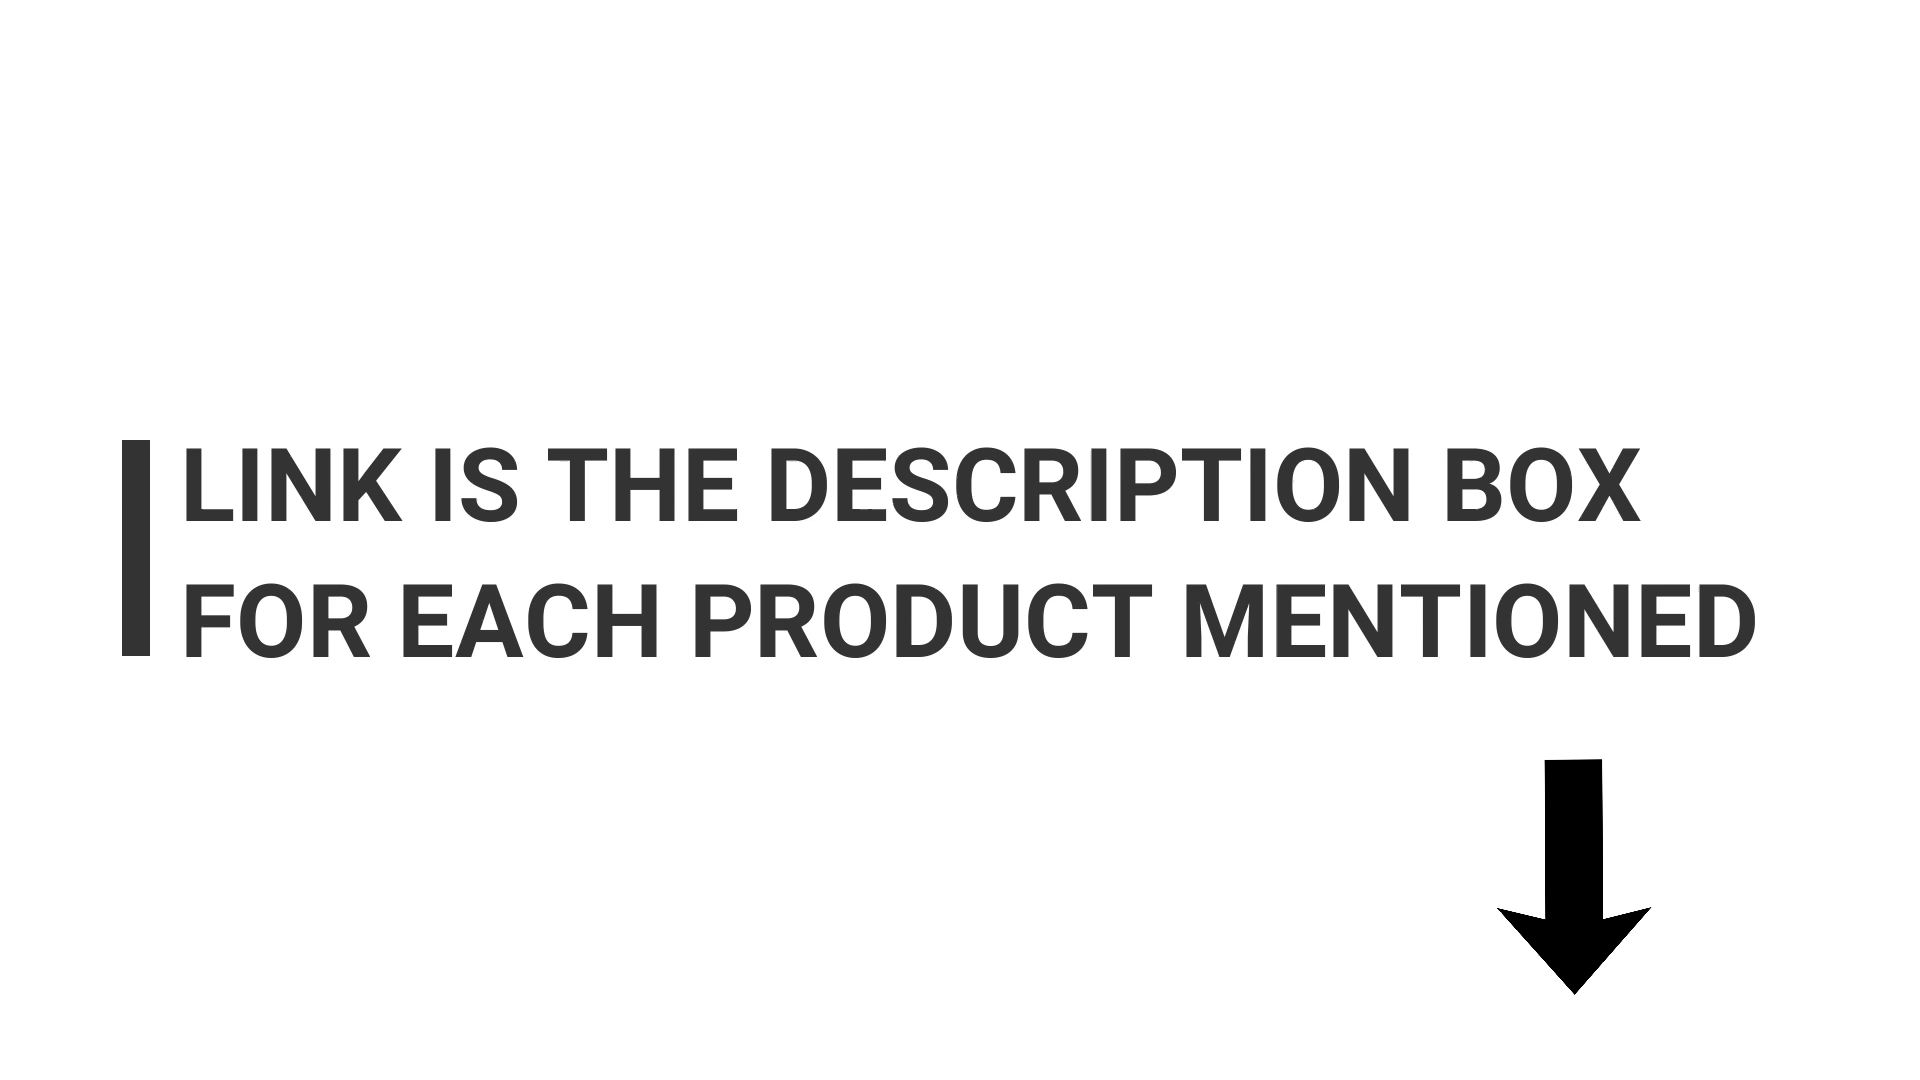 LINK IS THE DESCRIPTION BOX
FOR EACH PRODUCT MENTIONED